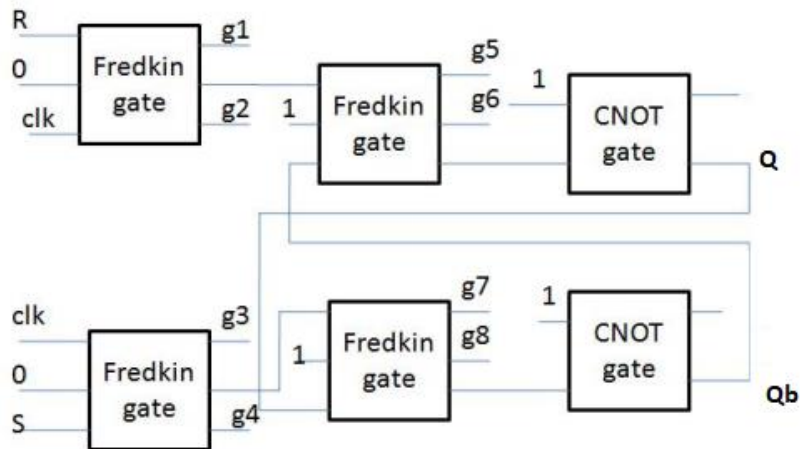 R
g1
0
Fredkin
gate
clk
g2
1
Fredkin
gate
g5
g6
1
CNOT
gate
Q
clk
g3
0
Fredkin
gate
S
g4
1
Fredkin
gate
g7
g8
1
CNOT
gate
Qb